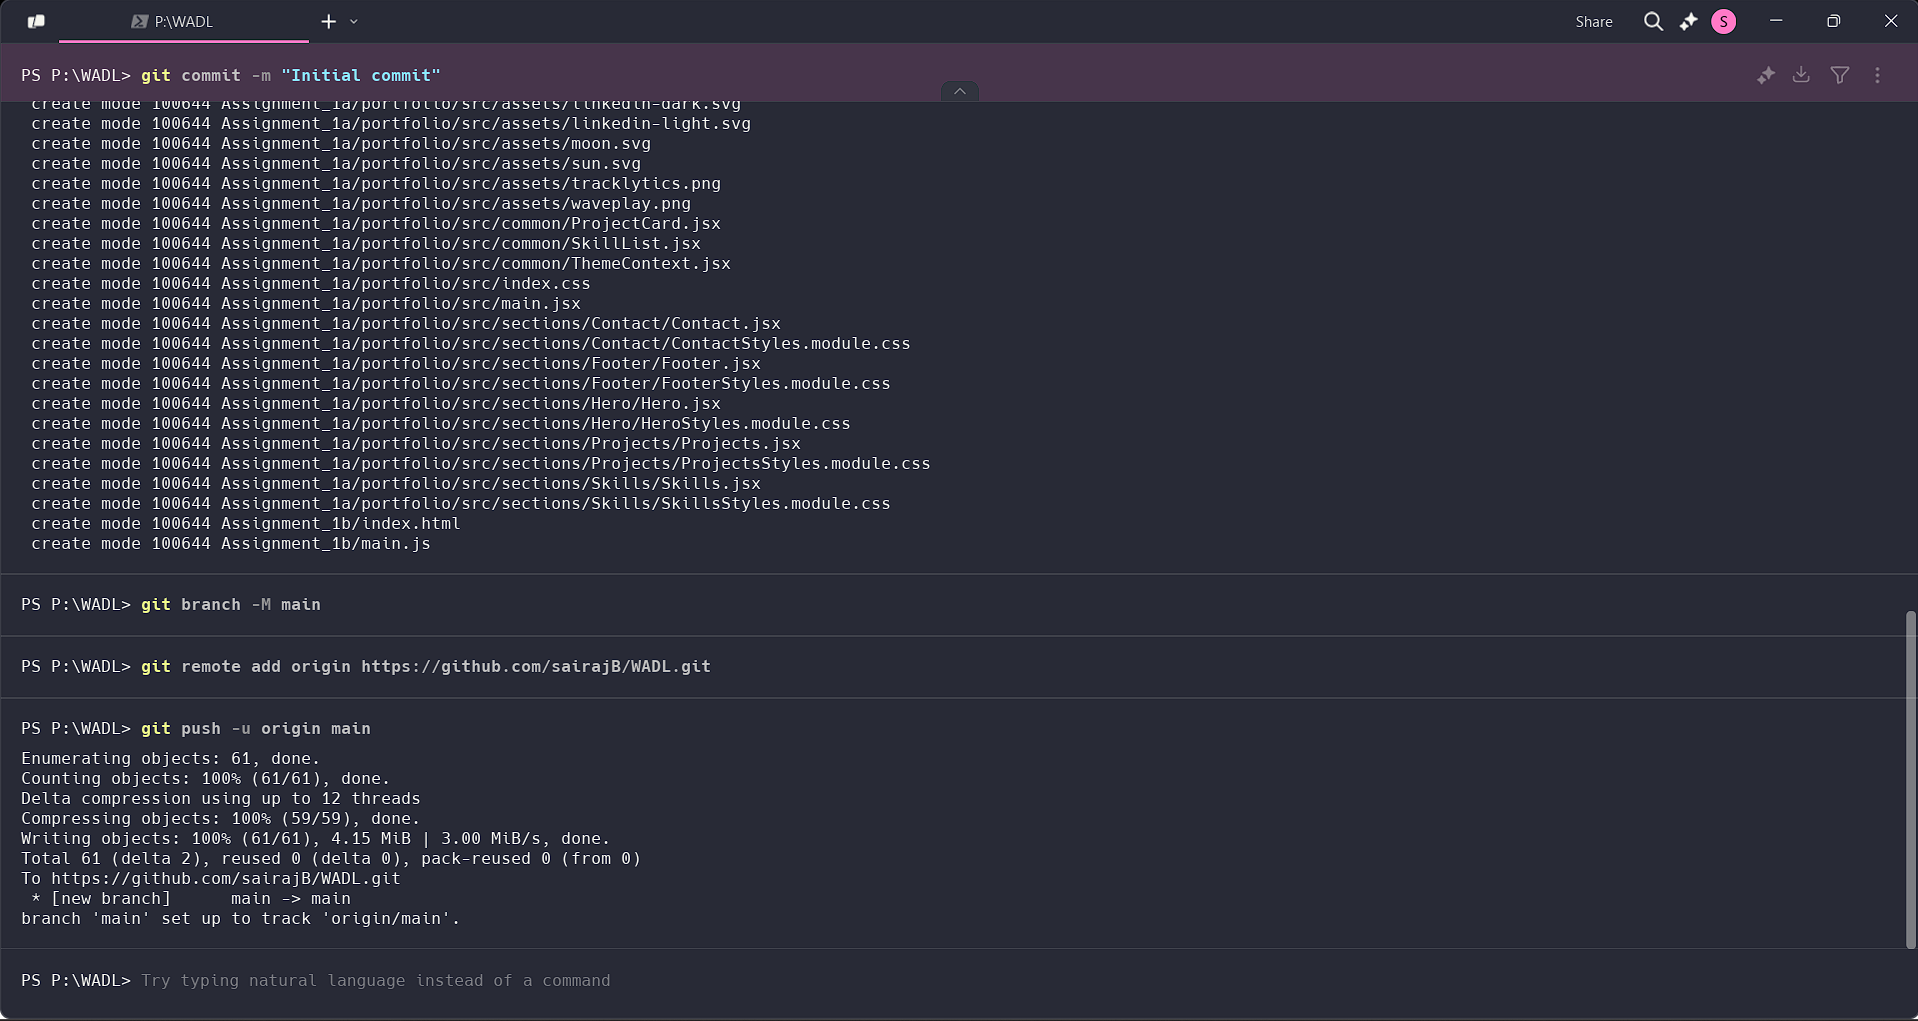 P:\WADL
Share
S
PS P:\WADL> git commit -m "Initial commit"
create mode 100644 Assignment_1a/portfolio/src/assets/linkedin-dark.svg
create mode 100644 Assignment_1a/portfolio/src/assets/linkedin-light.svg
create mode 100644 Assignment_1a/portfolio/src/assets/moon.svg
create mode 100644 Assignment_1a/portfolio/src/assets/sun.svg
create mode 100644 Assignment_1a/portfolio/src/assets/tracklytics.png
create mode 100644 Assignment_1a/portfolio/src/assets/waveplay.png
create mode 100644 Assignment_1a/portfolio/src/common/ProjectCard.jsx
create mode 100644 Assignment_1a/portfolio/src/common/SkillList.jsx
create mode 100644 Assignment_1a/portfolio/src/common/ThemeContext.jsx
create mode 100644 Assignment_1a/portfolio/src/index.css
create mode 100644 Assignment_1a/portfolio/src/main.jsx
create mode 100644 Assignment_1a/portfolio/src/sections/Contact/Contact.jsx
create mode 100644 Assignment_1a/portfolio/src/sections/Contact/ContactStyles.module.css
create mode 100644 Assignment_1a/portfolio/src/sections/Footer/Footer.jsx
create mode 100644 Assignment_1a/portfolio/src/sections/Footer/FooterStyles.module.css
create mode 100644 Assignment_1a/portfolio/src/sections/Hero/Hero.jsx
create mode 100644 Assignment_1a/portfolio/src/sections/Hero/HeroStyles.module.css
create mode 100644 Assignment_1a/portfolio/src/sections/Projects/Projects.jsx
create mode 100644 Assignment_1a/portfolio/src/sections/Projects/ProjectsStyles.module.css
create mode 100644 Assignment_1a/portfolio/src/sections/Skills/Skills.jsx
create mode 100644 Assignment_1a/portfolio/src/sections/Skills/SkillsStyles.module.css
create mode 100644 Assignment_1b/index.html
create mode 100644 Assignment_1b/main.js
PS P:\WADL> git branch -M main
PS P:\WADL> git remote add origin https://github.com/sairajB/WADL.git
PS P:\WADL> git push -u origin main
Enumerating objects: 61, done.
Counting objects: 100% (61/61), done.
Delta compression using up to 12 threads
Compressing objects: 100% (59/59), done.
Writing objects: 100% (61/61), 4.15 MiB | 3.00 MiB/s, done.
Total 61 (delta 2), reused 0 (delta 0), pack-reused 0 (from 0)
To https://github.com/sairajB/WADL.git
* [new branch]      main -> main
branch 'main' set up to track 'origin/main'.
PS P:\WADL> Try typing natural language instead of a command